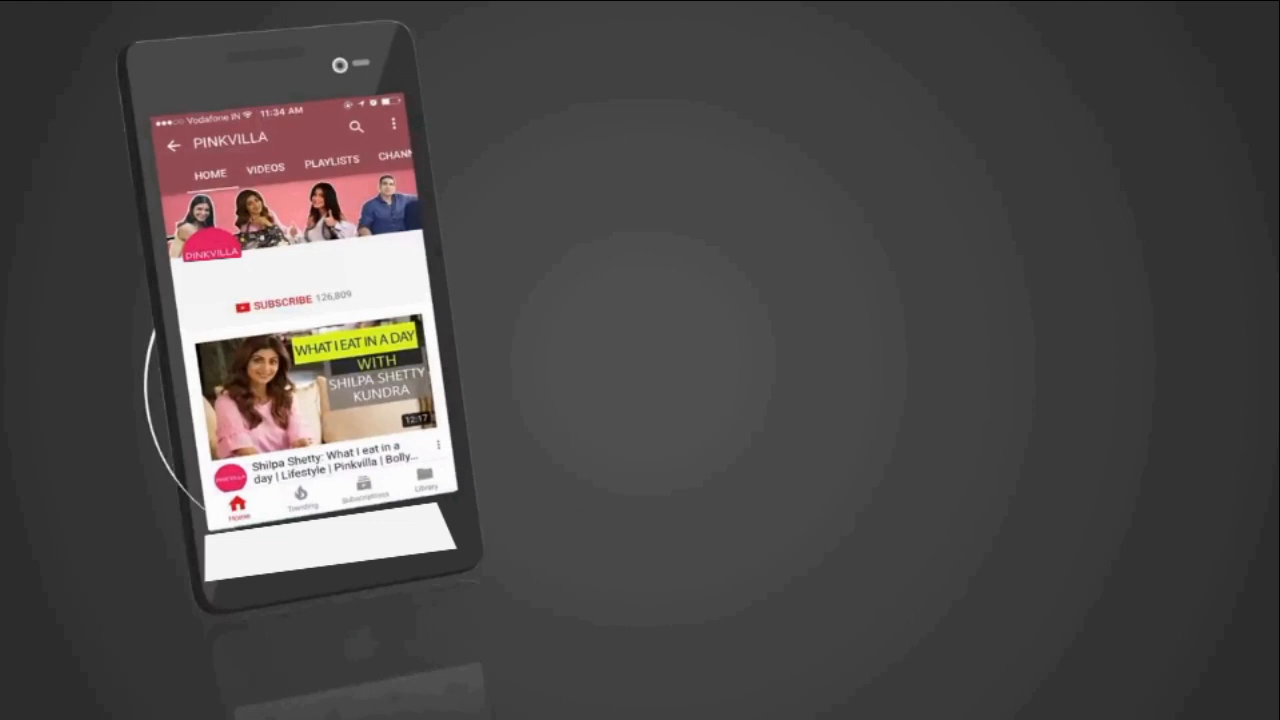 Vodafone IN 11:34 AM
PINKVILLA
HOME VIDEOS PLAYLISTS CHANN
PINKVILLA
SUBSCRIBE 126,809
WHAT I EAT IN A DAY
WITH
SHILPA SHETTY
KUNDRA
12:17
Shilpa Shetty: What I eat in a
day | Lifestyle | Pinkvilla | Bolly...
PINKVILLA
Home Trending Subscriptions Library